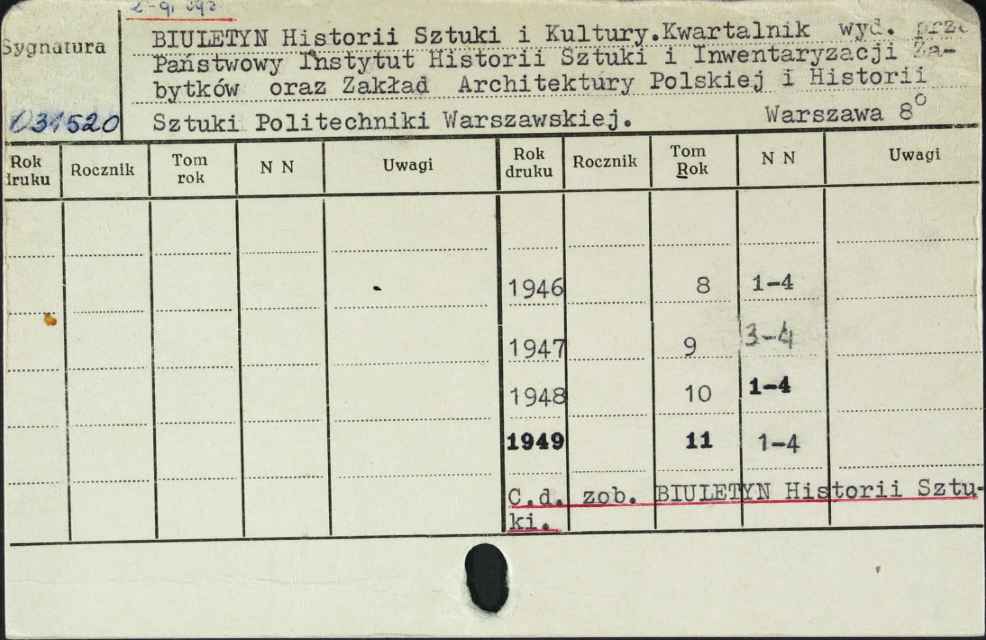 Sygnatura
BIULETYN Historii Sztuki i Kultury.Kwartalnik wyd.
Państwowy Instytut Historii Sztuki i Inwentaryzacji Za-
bytków oraz Zakład Architektury Polskiej i Historii
031520 Sztuki Politechniki Warszawskiej. Warszawa 8°
Rok druku Rocznik Tom rok N N Uwagi Rok druku Rocznik Tom Rok N N Uwagi
1946 8 1-4
1947 9 3-4
1948 10 1-4
1949 11 1-4
C.d. zob. BIULETYN Historii Sztu-
ki.